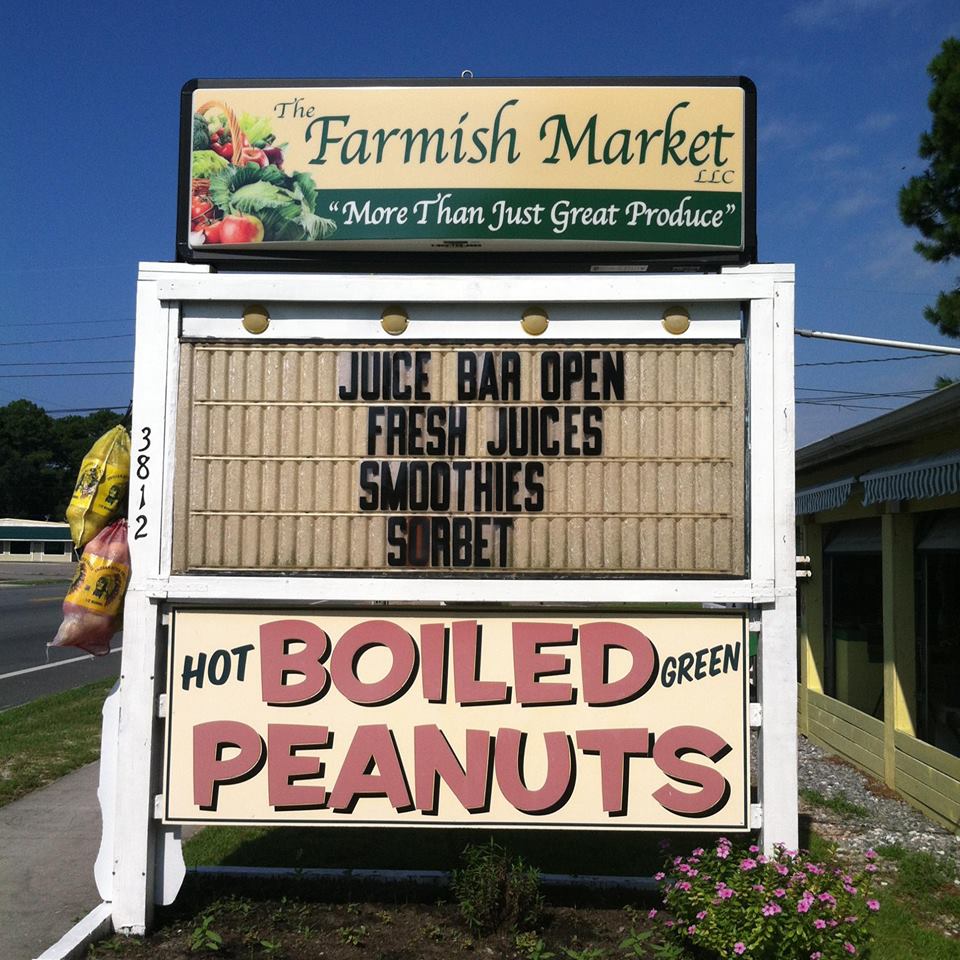 The
Farmish Market
LLC
"More Than Just Great Produce"
JUICE BAR OPEN
FRESH JUICES
SMOOTHIES
SORBET
3812
HOT BOILED GREEN
PEANUTS